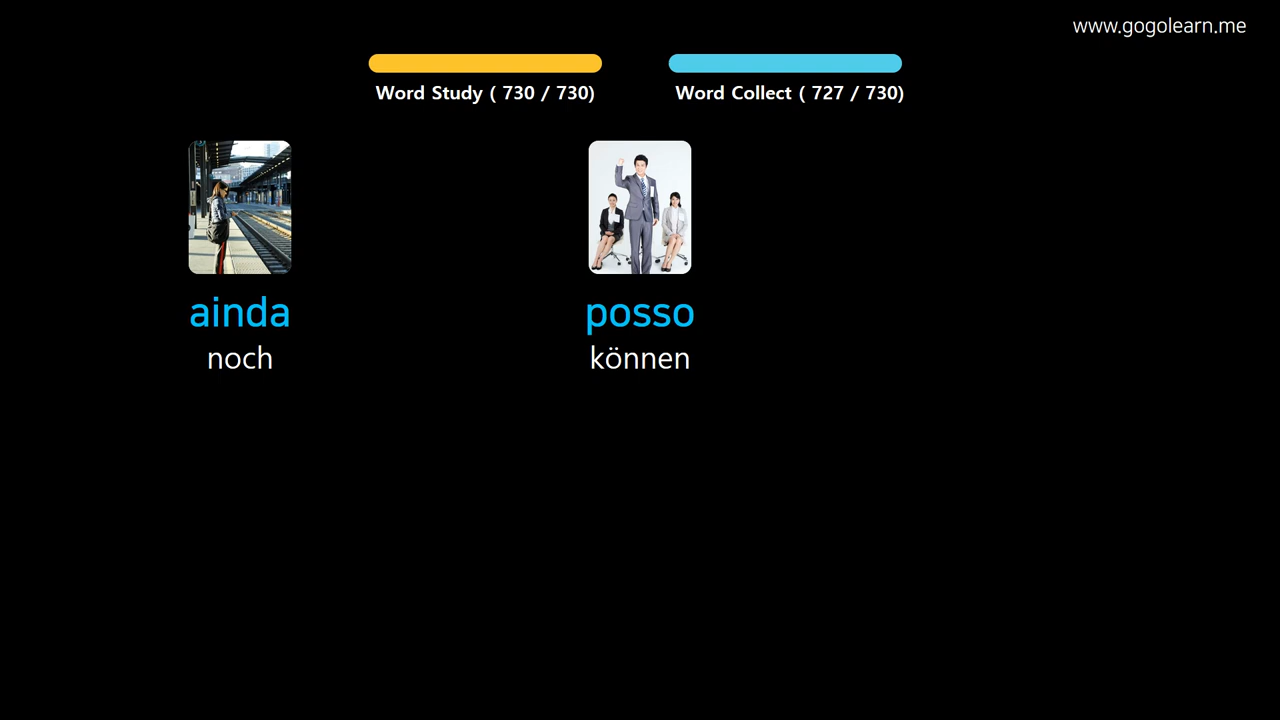 www.gogolearn.me
Word Study ( 730 / 730)
Word Collect ( 727 / 730)
ainda
noch
posso
können